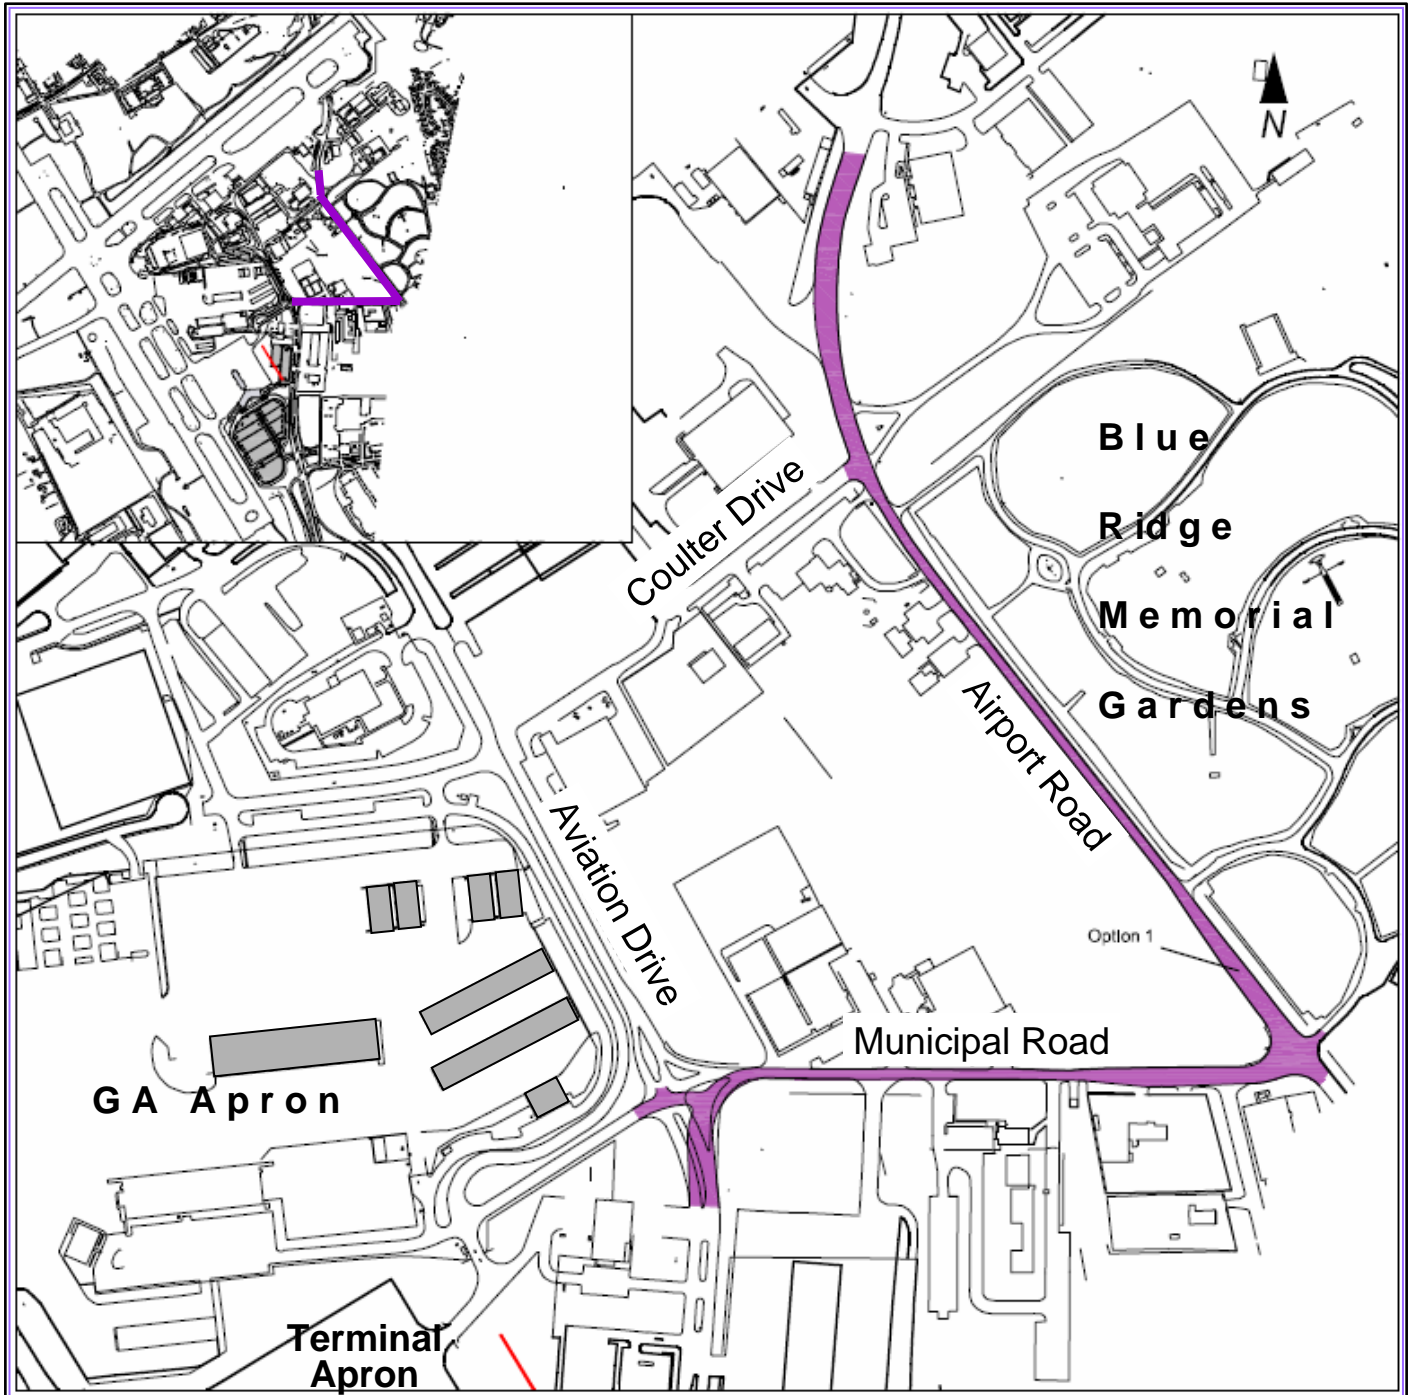 N
Blue
Ridge
Memorial
Gardens
Coulter Drive
Airport Road
Aviation Drive
Option 1
Municipal Road
GA Apron
Terminal
Apron